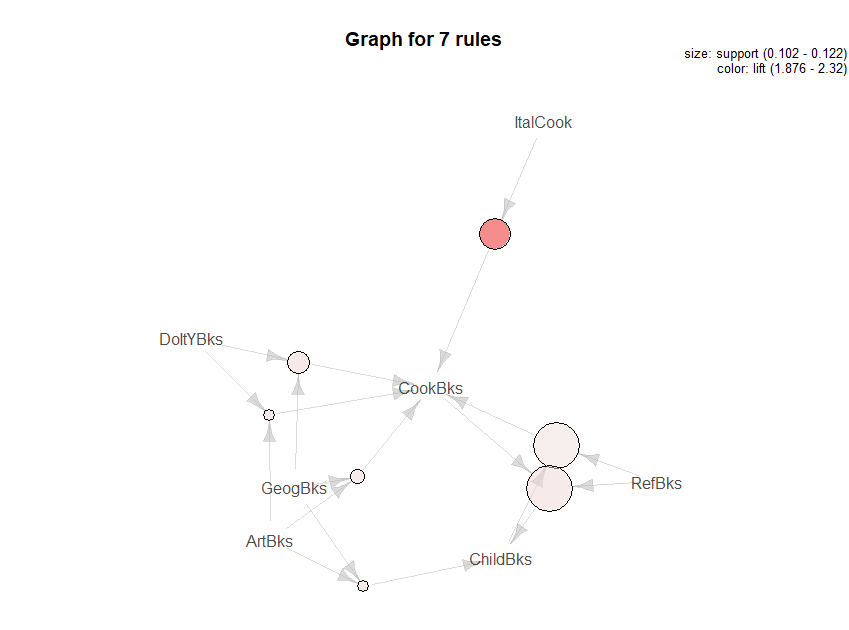 Graph for 7 rules
size: support (0.102 - 0.122)
color: lift (1.876 - 2.32)
ItalCook
DoItYBks
CookBks
GeogBks
RefBks
ArtBks
ChildBks